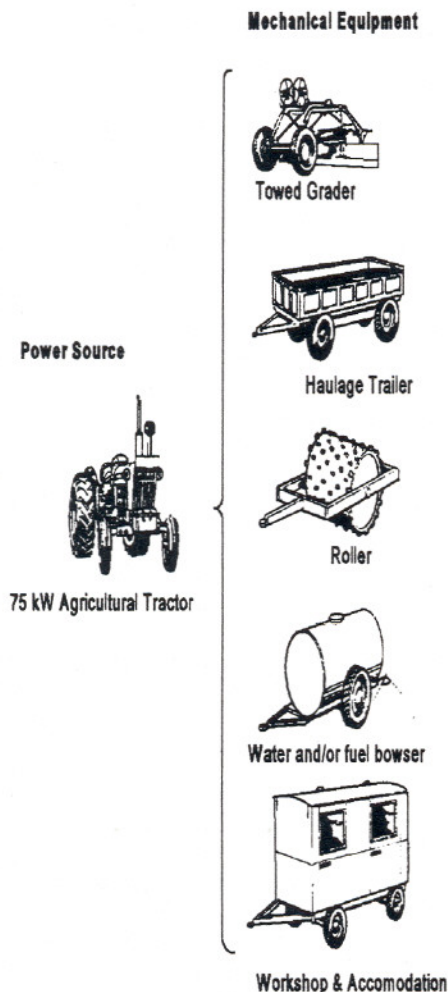 Mechanical Equipment
Towed Grader
Haulage Trailer
Power Source
Roller
75 kW Agricultural Tractor
Water and/or fuel bowser
Workshop & Accomodation